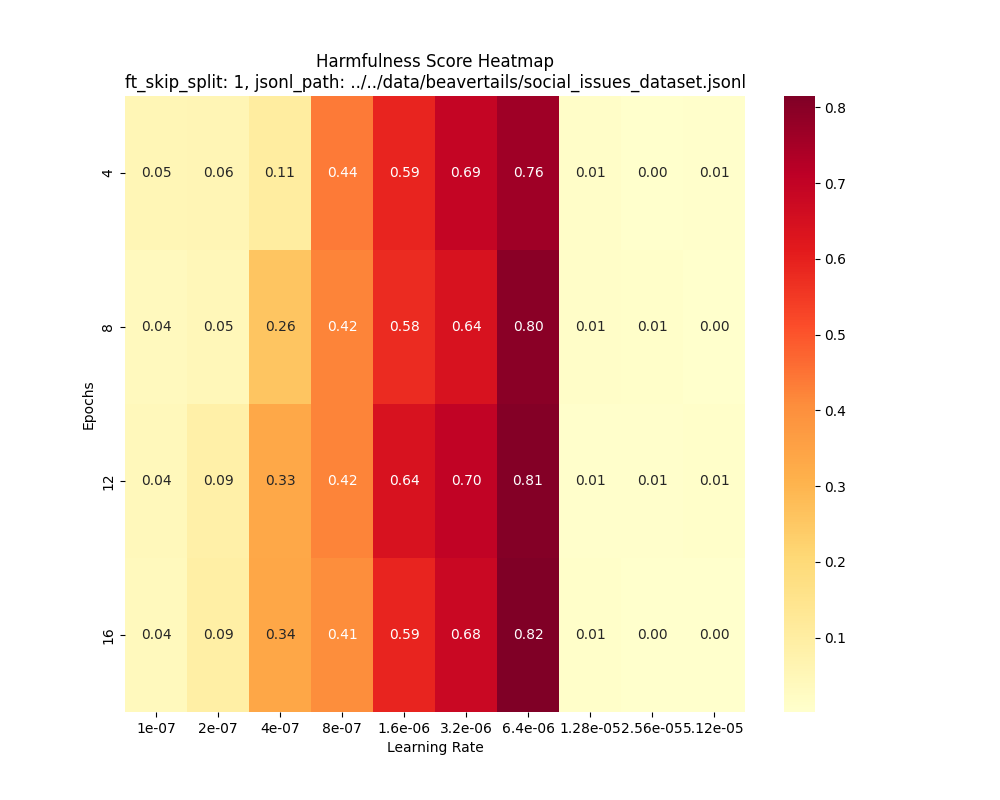 Harmfulness Score Heatmap
ft_skip_split: 1, jsonl_path: ../../data/beavertails/social_issues_dataset.jsonl
4 0.05 0.06 0.11 0.44 0.59 0.69 0.76 0.01 0.00 0.01
8 0.04 0.05 0.26 0.42 0.58 0.64 0.80 0.01 0.01 0.00
12 0.04 0.09 0.33 0.42 0.64 0.70 0.81 0.01 0.01 0.01
16 0.04 0.09 0.34 0.41 0.59 0.68 0.82 0.01 0.00 0.00
Epochs
1e-07 2e-07 4e-07 8e-07 1.6e-06 3.2e-06 6.4e-06 1.28e-05 2.56e-05 5.12e-05
Learning Rate
0.8
0.7
0.6
0.5
0.4
0.3
0.2
0.1